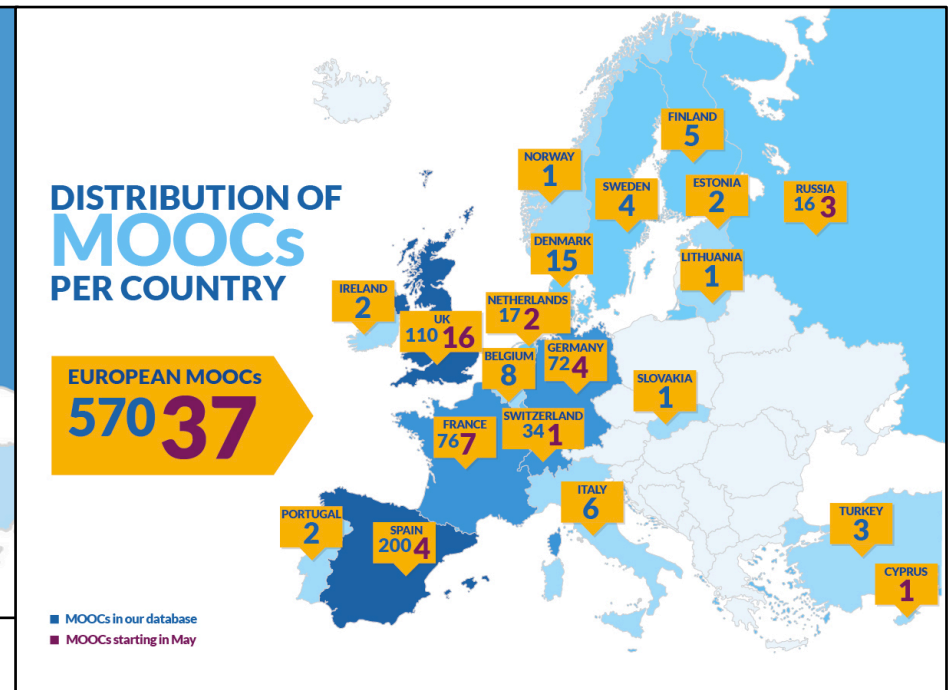 DISTRIBUTION OF
MOOCs
PER COUNTRY
EUROPEAN MOOCs
570 37
FINLAND
5
NORWAY
1
SWEDEN
4
ESTONIA
2
RUSSIA
16 3
DENMARK
15
LITHUANIA
1
IRELAND
2
NETHERLANDS
17 2
UK
110 16
BELGIUM
8
GERMANY
72 4
SLOVAKIA
1
FRANCE
76 7
SWITZERLAND
34 1
ITALY
6
PORTUGAL
2
SPAIN
200 4
TURKEY
3
CYPRUS
1
MOOCs in our database
MOOCs starting in May